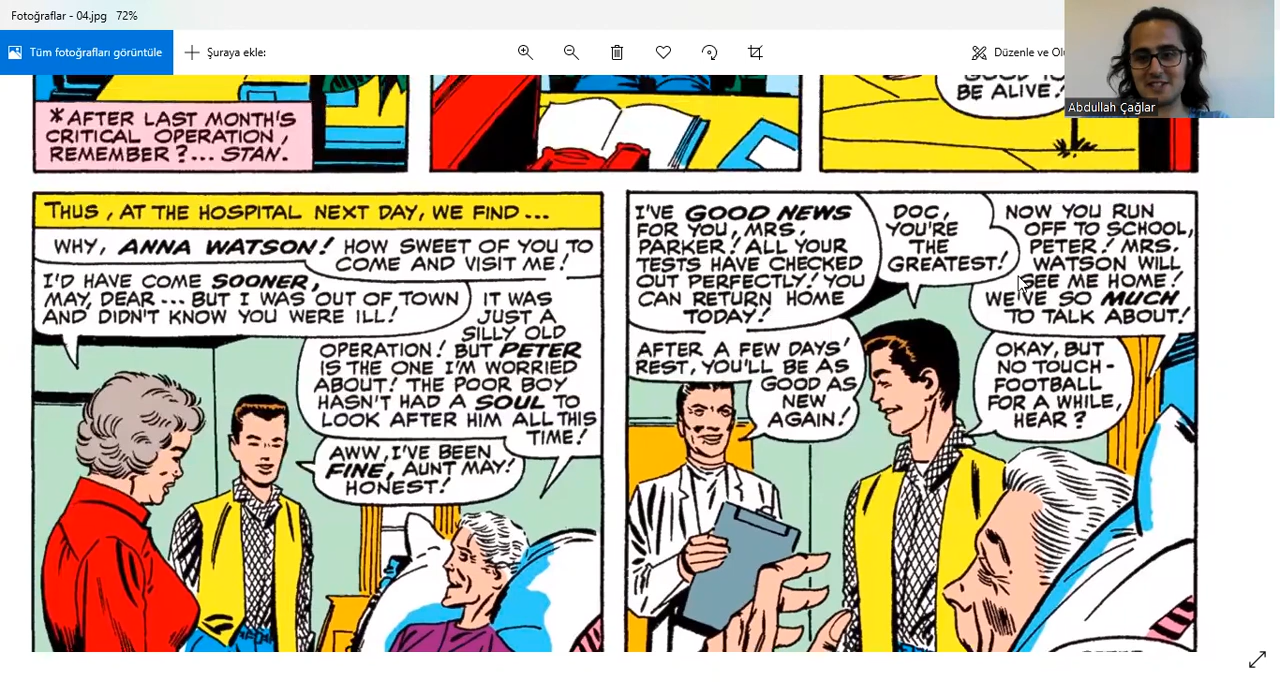 Fotoğraflar - 04.jpg 72%
Tüm fotoğrafları görüntüle
Şuraya ekle:
Düzenle ve Olu
Abdullah Çağlar
*AFTER LAST MONTH'S
CRITICAL OPERATION,
REMEMBER?... STAN.
GOOD TO
BE ALIVE!
THUS, AT THE HOSPITAL NEXT DAY, WE FIND...
WHY, ANNA WATSON! HOW SWEET OF YOU TO
COME AND VISIT ME!
I'D HAVE COME SOONER,
MAY, DEAR --- BUT I WAS OUT OF TOWN
AND DIDN'T KNOW YOU WERE ILL!
IT WAS
JUST A
SILLY OLD
OPERATION! BUT PETER
IS THE ONE I'M WORRIED
ABOUT! THE POOR BOY
HASN'T HAD A SOUL TO
LOOK AFTER HIM ALL THIS
TIME!
AWW, I'VE BEEN
FINE, AUNT MAY!
HONEST!
I'VE GOOD NEWS
FOR YOU, MRS.
PARKER! ALL YOUR
TESTS HAVE CHECKED
OUT PERFECTLY! YOU
CAN RETURN HOME
TODAY!
AFTER A FEW DAYS'
REST, YOU'LL BE AS
GOOD AS
NEW
AGAIN!
DOC,
YOU'RE
THE
GREATEST!
NOW YOU RUN
OFF TO SCHOOL,
PETER! MRS.
WATSON WILL
SEE ME HOME!
WE'VE SO MUCH
TO TALK ABOUT!
OKAY, BUT
NO TOUCH-
FOOTBALL
FOR A WHILE,
HEAR?